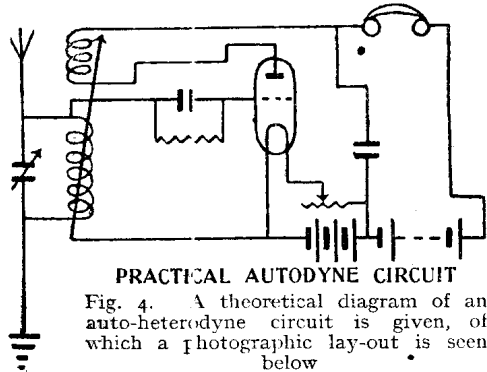 PRACTICAL AUTODYNE CIRCUIT
Fig. 4. A theoretical diagram of an
auto-heterodyne circuit is given, of
which a photographic lay-out is seen
below